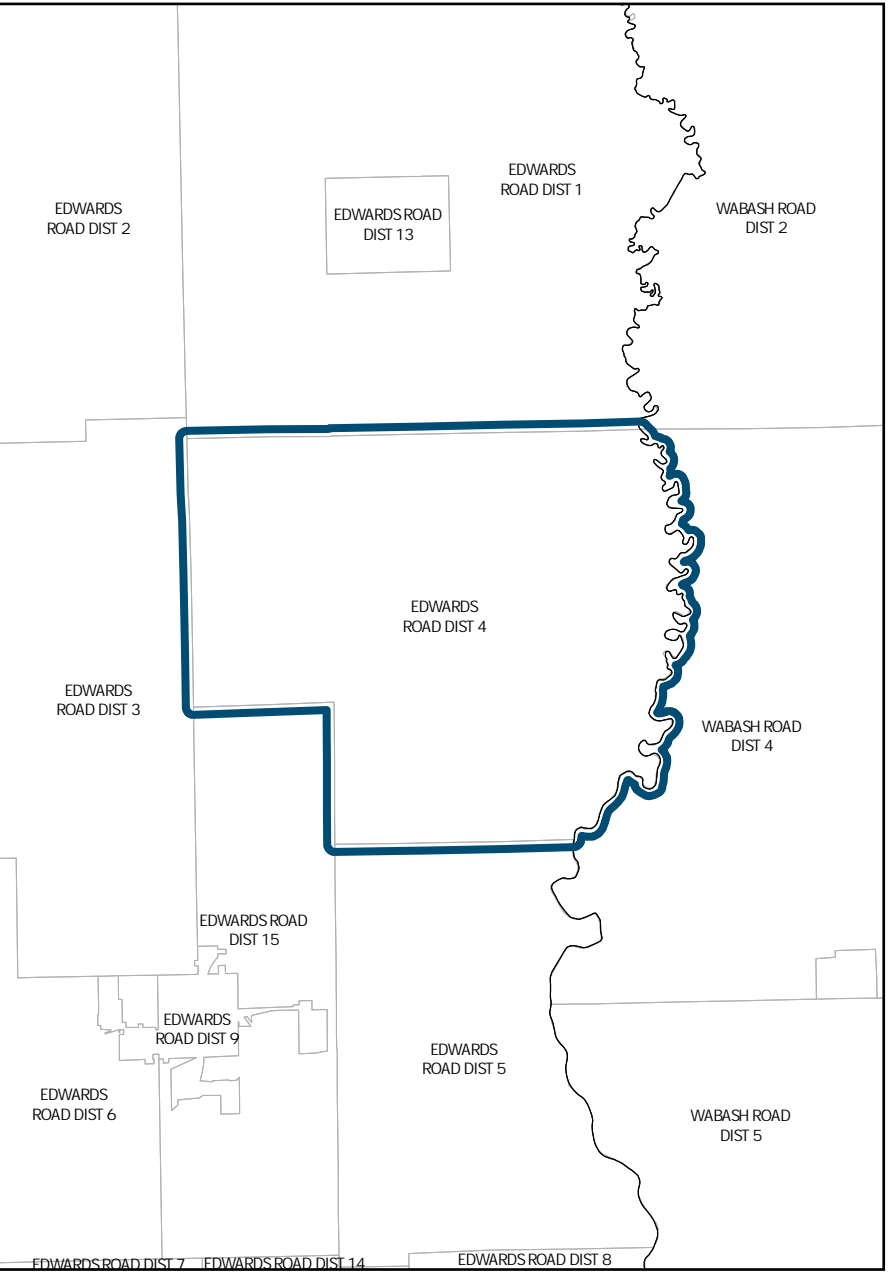 EDWARDS
ROAD DIST 1
EDWARDS
ROAD DIST 2
EDWARDS ROAD
DIST 13
WABASH ROAD
DIST 2
EDWARDS
ROAD DIST 4
EDWARDS
ROAD DIST 3
WABASH ROAD
DIST 4
EDWARDS ROAD
DIST 15
EDWARDS
ROAD DIST 9
EDWARDS
ROAD DIST 5
EDWARDS
ROAD DIST 6
WABASH ROAD
DIST 5
EDWARDS ROAD DIST 7
EDWARDS ROAD DIST 14
EDWARDS ROAD DIST 8